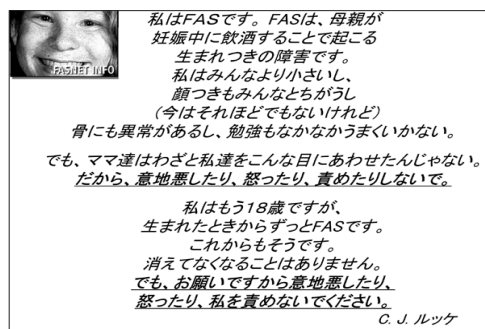 私はFASです。FASは、母親が
妊娠中に飲酒することで起こる
生まれつきの障害です。
私はみんなより小さいし、
顔つきもみんなとちがうし
（今はそれほどでもないけれど）
骨にも異常があるし、勉強もなかなかうまくいかない。
でも、ママ達はわざと私達をこんな目にあわせたんじゃない。
だから、意地悪したり、怒ったり、責めたりしないで。
私はもう１８歳ですが、
生まれたときからずっとFASです。
これからもそうです。
消えてなくなることはありません。
でも、お願いですから意地悪したり、
怒ったり、私を責めないでください。
C. J. ルッケ
FASNET INFO